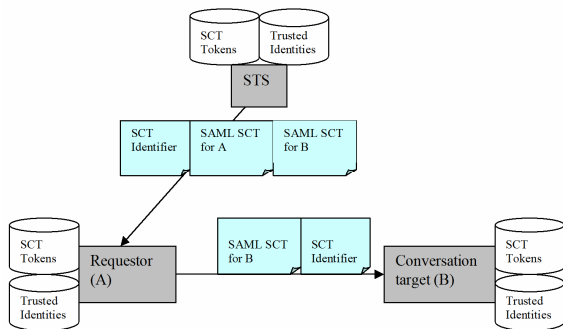 SCT
Tokens
Trusted
Identities
STS
SCT
Identifier
SAML SCT
for A
SAML SCT
for B
SCT
Tokens
Trusted
Identities
Requestor
(A)
SAML SCT
for B
SCT
Identifier
Conversation
target (B)
SCT
Tokens
Trusted
Identities